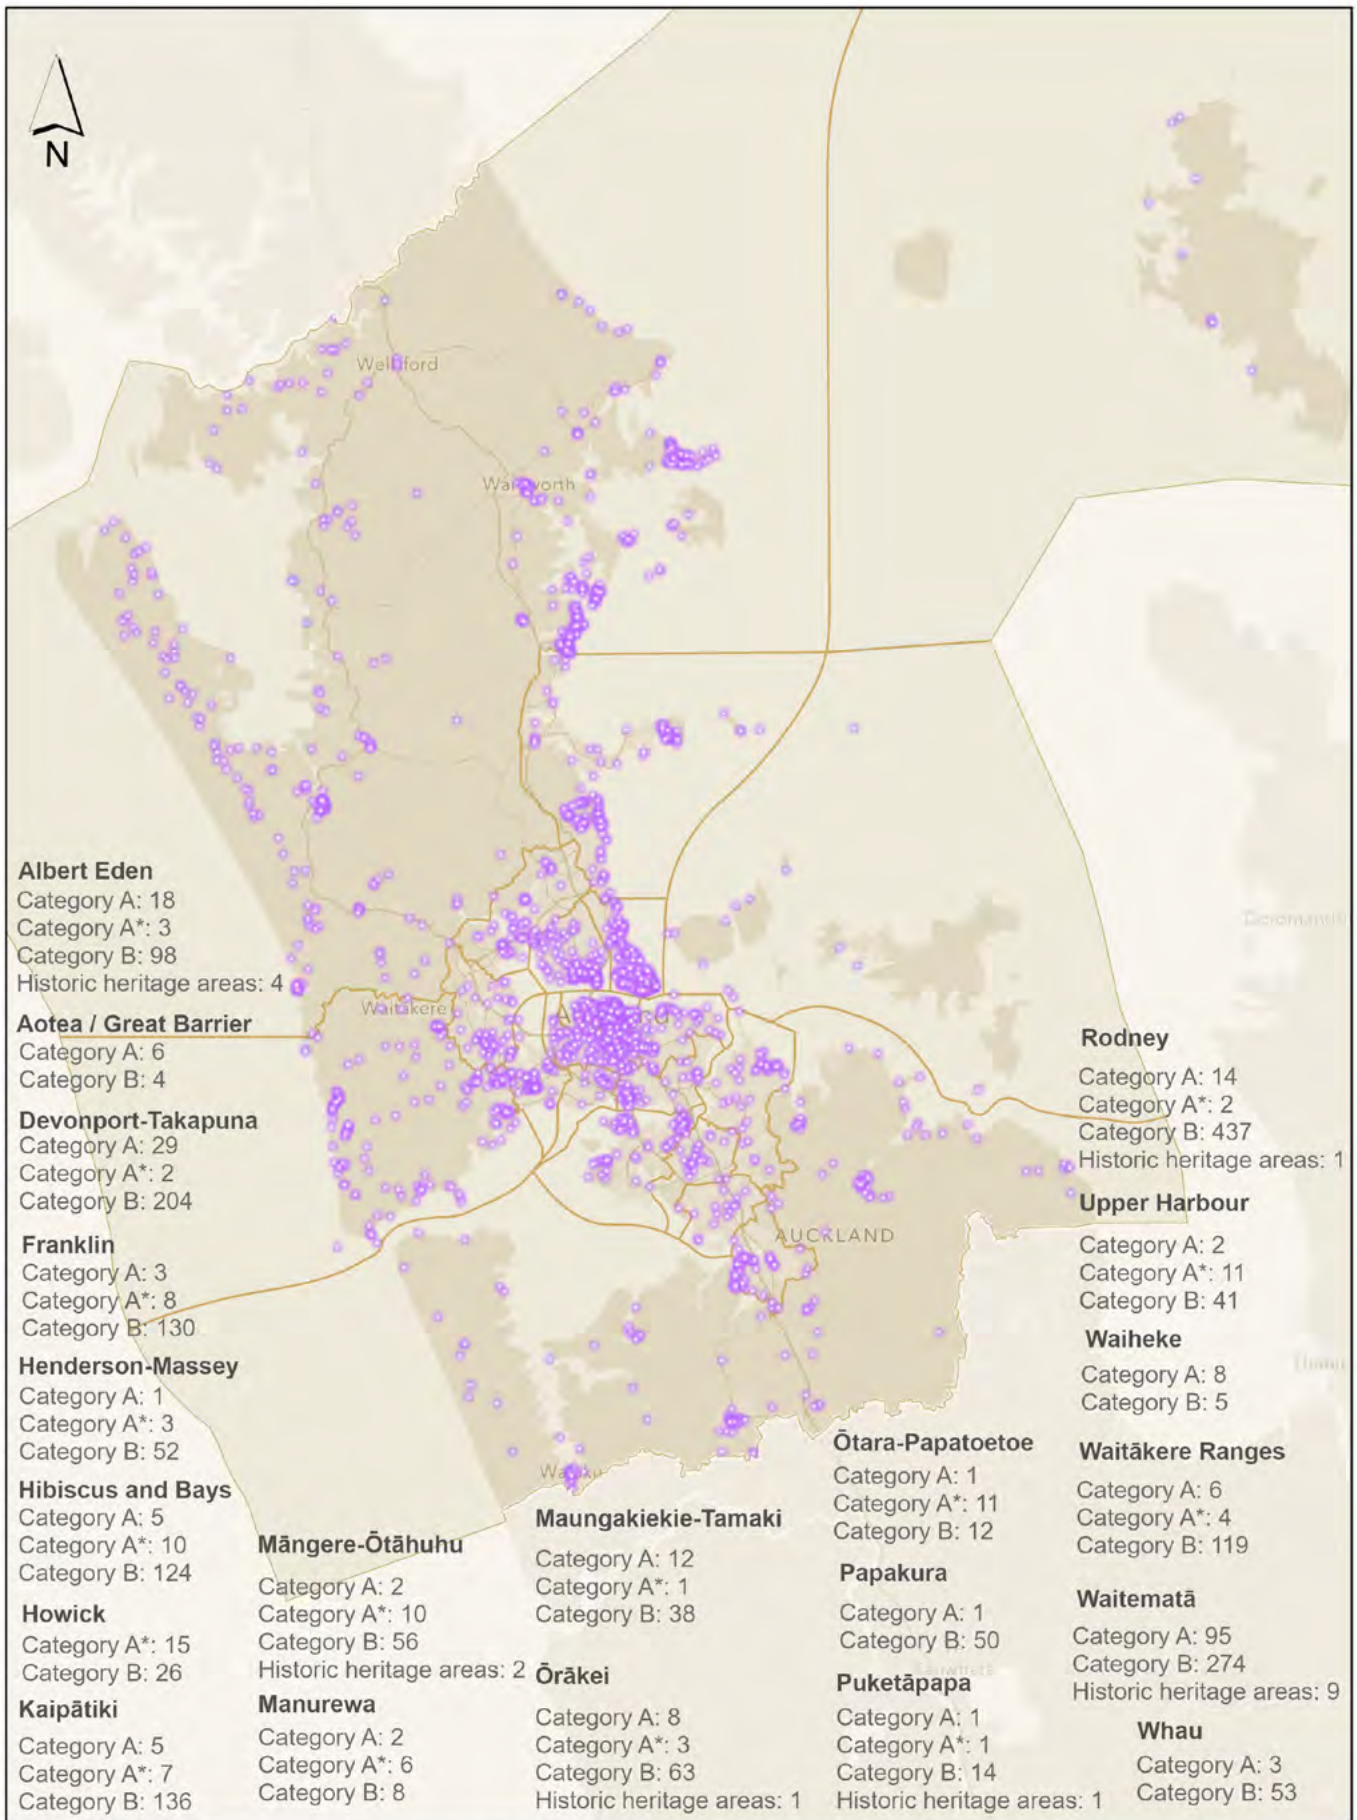 N
Wellsford
Warkworth
Albert Eden
Category A: 18
Category A*: 3
Category B: 98
Historic heritage areas: 4
Aotea / Great Barrier
Category A: 6
Category B: 4
Devonport-Takapuna
Category A: 29
Category A*: 2
Category B: 204
Franklin
Category A: 3
Category A*: 8
Category B: 130
Henderson-Massey
Category A: 1
Category A*: 3
Category B: 52
Hibiscus and Bays
Category A: 5
Category A*: 10
Category B: 124
Howick
Category A*: 15
Category B: 26
Kaipātiki
Category A: 5
Category A*: 7
Category B: 136
Waitakere
AUCKLAND
Waiuku
Māngere-Ōtāhuhu
Category A: 2
Category A*: 10
Category B: 56
Historic heritage areas: 2
Manurewa
Category A: 2
Category A*: 6
Category B: 8
Maungakiekie-Tamaki
Category A: 12
Category A*: 1
Category B: 38
Ōrākei
Category A: 8
Category A*: 3
Category B: 63
Historic heritage areas: 1
Ōtara-Papatoetoe
Category A: 1
Category A*: 11
Category B: 12
Papakura
Category A: 1
Category B: 50
Puketāpapa
Category A: 1
Category A*: 1
Category B: 14
Historic heritage areas: 1
Rodney
Category A: 14
Category A*: 2
Category B: 437
Historic heritage areas: 1
Upper Harbour
Category A: 2
Category A*: 11
Category B: 41
Waiheke
Category A: 8
Category B: 5
Waitākere Ranges
Category A: 6
Category A*: 4
Category B: 119
Waitematā
Category A: 95
Category B: 274
Historic heritage areas: 9
Whau
Category A: 3
Category B: 53